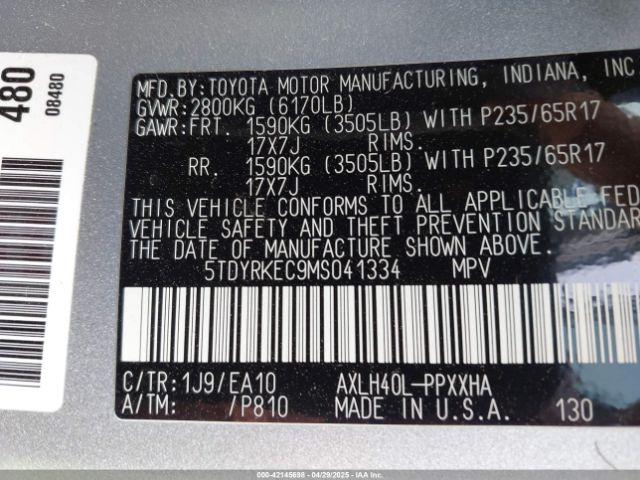 480
08480
MFD.BY:TOYOTA MOTOR MANUFACTURING, INDIANA, INC
GVWR:2800KG (6170LB)
GAWR:FRT. 1590KG (3505LB) WITH P235/65R17
17X7J RIMS.
RR. 1590KG (3505LB) WITH P235/65R17
17X7J RIMS.
THIS VEHICLE CONFORMS TO ALL APPLICABLE FED
VEHICLE SAFETY AND THEFT PREVENTION STANDAR
THE DATE OF MANUFACTURE SHOWN ABOVE.
5TDYRKEC9MS041334 MPV
C/TR:1J9/EA10 AXLH40L-PPXXHA
A/TM: /P810 MADE IN U.S.A. 130
000-42145698 | 04/29/2025 | IAA, Inc.